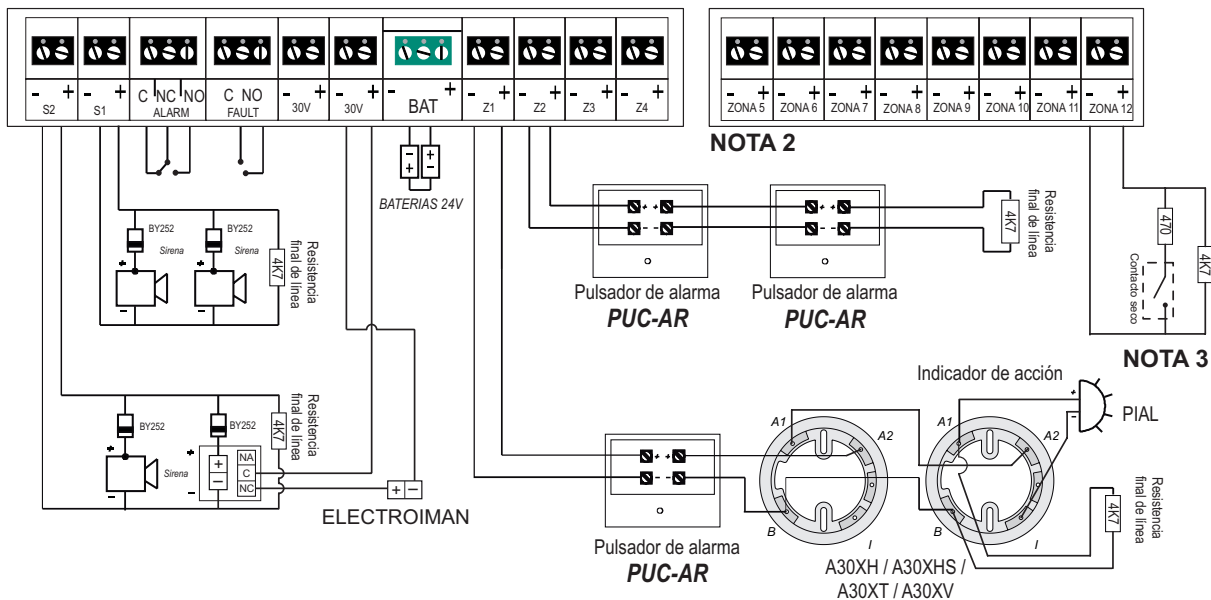 - +
S2
- +
S1
C NC NO
ALARM
C NO
FAULT
- +
30V
- +
30V
- +
BAT
- +
Z1
- +
Z2
- +
Z3
- +
Z4
- +
ZONA 5
- +
ZONA 6
- +
ZONA 7
- +
ZONA 8
- +
ZONA 9
- +
ZONA 10
- +
ZONA 11
- +
ZONA 12
NOTA 2
- +
+ -
BATERIAS 24V
BY252
Sirena
+
-
BY252
Sirena
+
-
4K7
Resistencia
final de línea
+ +
- -
Pulsador de alarma
PUC-AR
+ +
- -
Pulsador de alarma
PUC-AR
4K7
Resistencia
final de línea
470
Contacto seco
4K7
NOTA 3
BY252
Sirena
+
-
BY252
+
-
+
-
NA
C
NC
4K7
Resistencia
final de línea
+ -
ELECTROIMAN
+ +
- -
Pulsador de alarma
PUC-AR
A1
A2
B
I
Indicador de acción
+
-
PIAL
A1
A2
B
I
4K7
Resistencia
final de línea
A30XH / A30XHS /
A30XT / A30XV